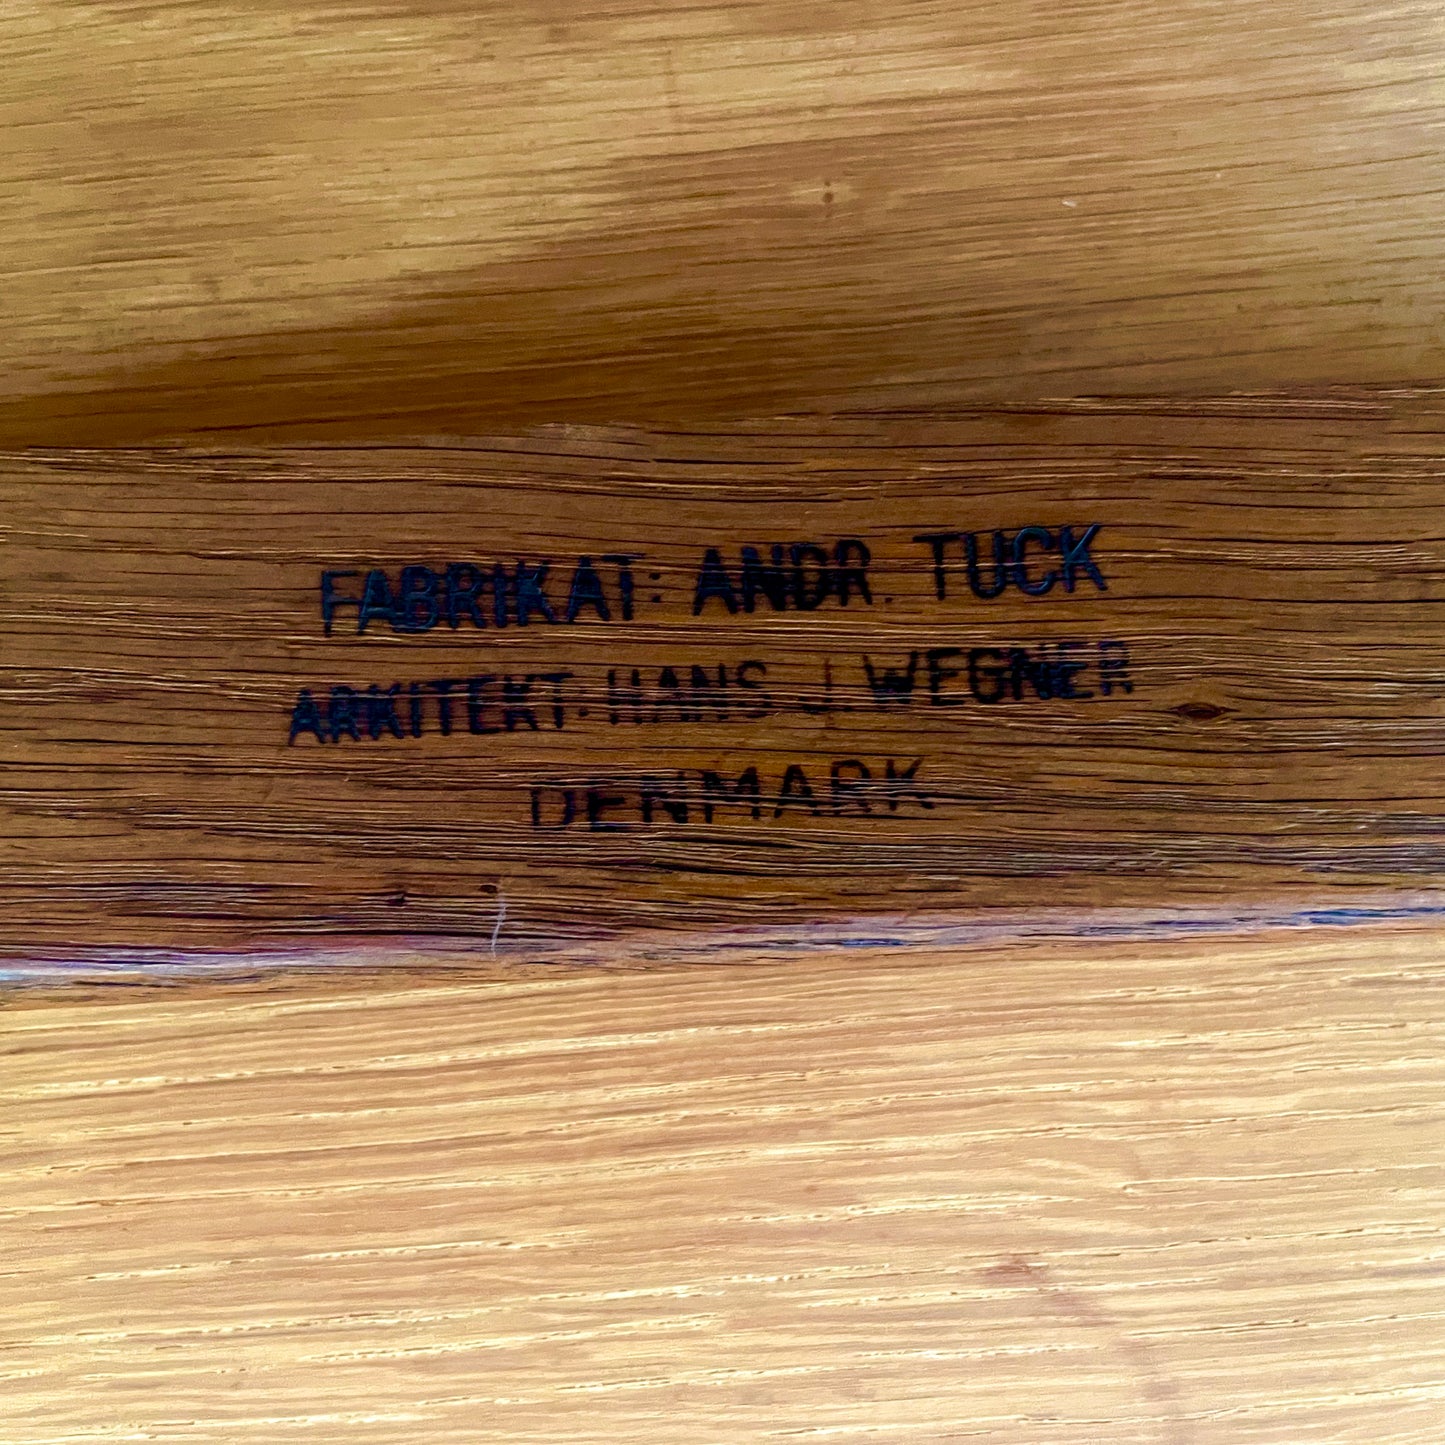 FABRIKAT: ANDR. TUCK
ARKITEKT: HANS J. WEGNER
DENMARK